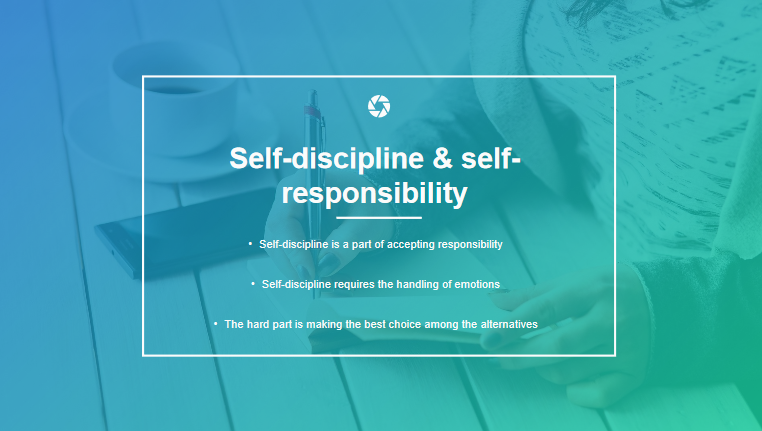 Self-discipline & self-
responsibility
• Self-discipline is a part of accepting responsibility
• Self-discipline requires the handling of emotions
• The hard part is making the best choice among the alternatives